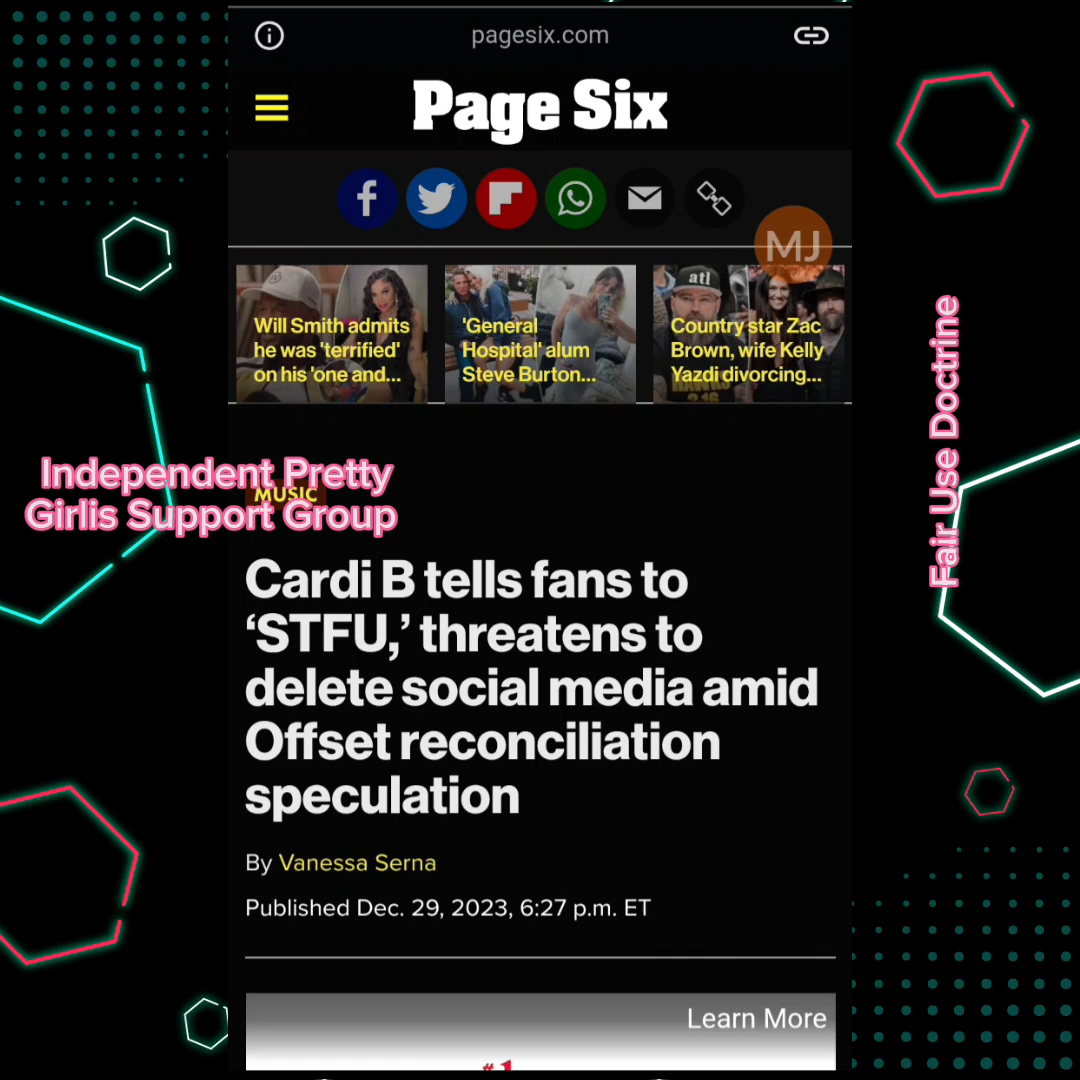 pagesix.com
Page Six
MJ
atl
Will Smith admits
he was 'terrified'
on his 'one and...
'General
Hospital' alum
Steve Burton...
Country star Zac
Brown, wife Kelly
Yazdi divorcing...
Fair Use Doctrine
Independent Pretty
Girlis Support Group
MUSIC
Cardi B tells fans to
‘STFU,’ threatens to
delete social media amid
Offset reconciliation
speculation
By Vanessa Serna
Published Dec. 29, 2023, 6:27 p.m. ET
Learn More
#1